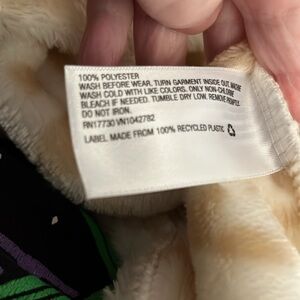 100% POLYESTER
WASH BEFORE WEAR. TURN GARMENT INSIDE OUT. MACHINE
WASH COLD WITH LIKE COLORS. ONLY NON-CHLORINE
BLEACH IF NEEDED. TUMBLE DRY LOW. REMOVE PROMPTLY.
DO NOT IRON.
RN17730 VN1042782
LABEL MADE FROM 100% RECYCLED PLASTIC